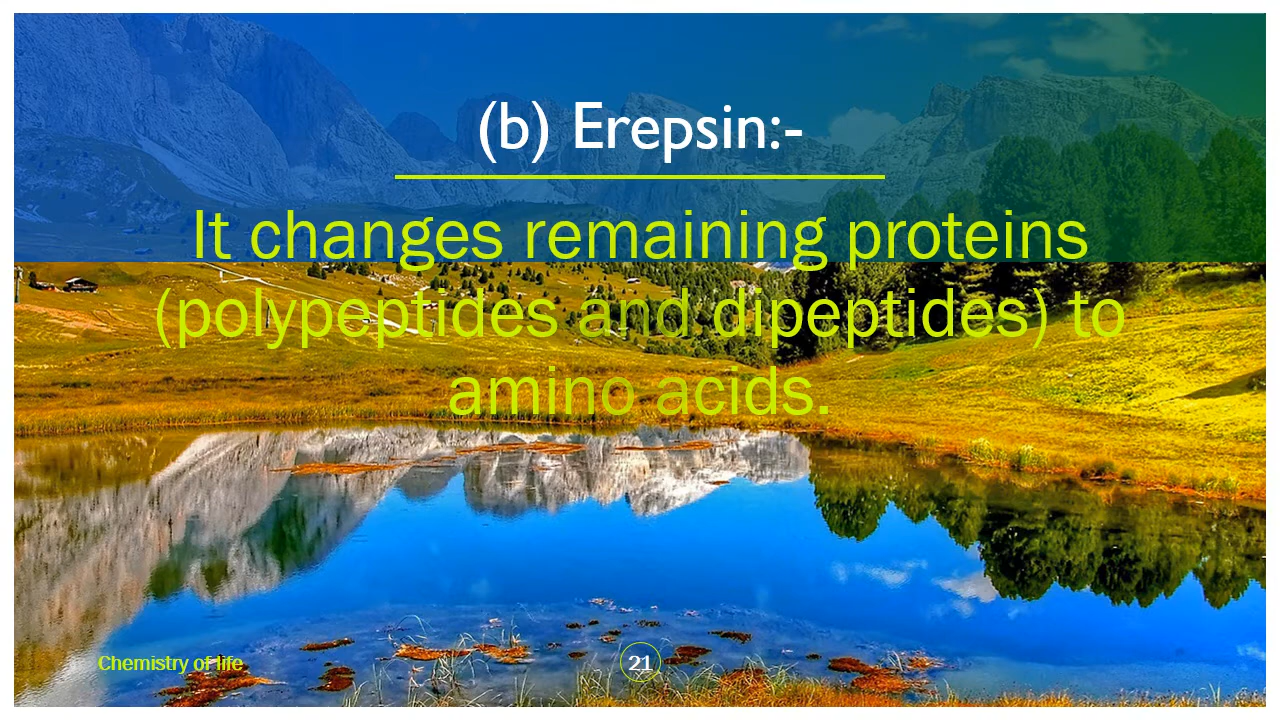 (b) Erepsin:-
It changes remaining proteins
(polypeptides and dipeptides) to
amino acids.
Chemistry of life
21